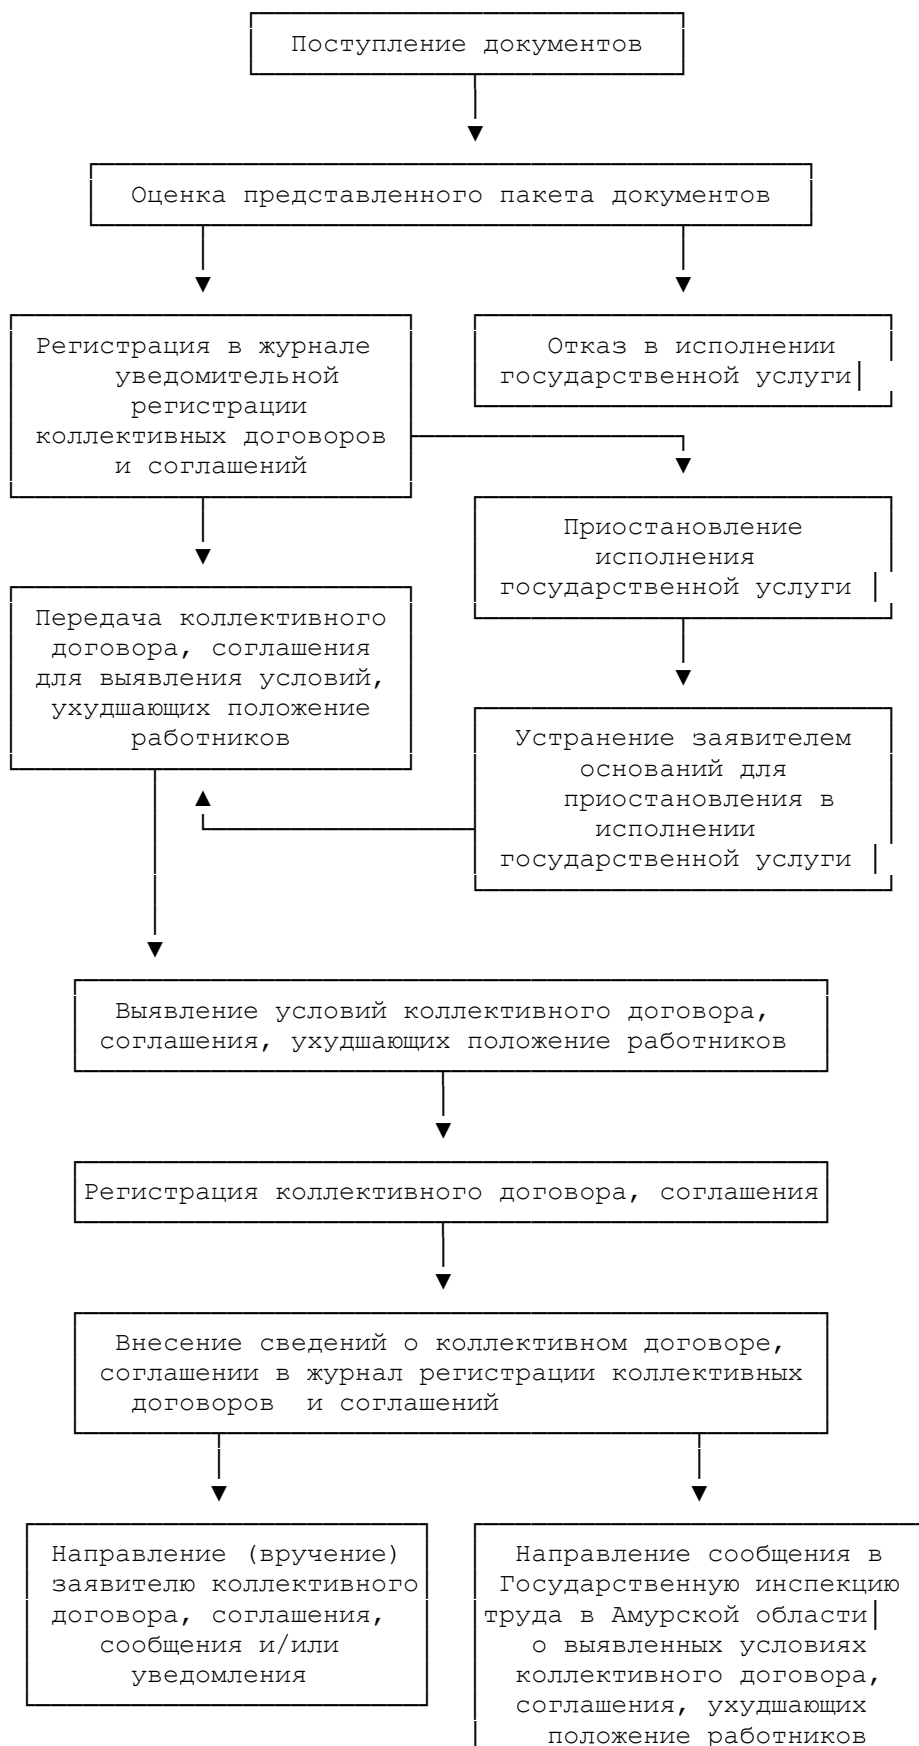 Поступление документов
Оценка представленного пакета документов
Регистрация в журнале
уведомительной
регистрации
коллективных договоров
и соглашений
Отказ в исполнении
государственной услуги
Приостановление
исполнения
государственной услуги
Передача коллективного
договора, соглашения
для выявления условий,
ухудшающих положение
работников
Устранение заявителем
оснований для
приостановления в
исполнении
государственной услуги
Выявление условий коллективного договора,
соглашения, ухудшающих положение работников
Регистрация коллективного договора, соглашения
Внесение сведений о коллективном договоре,
соглашении в журнал регистрации коллективных
договоров и соглашений
Направление (вручение)
заявителю коллективного
договора, соглашения,
сообщения и/или
уведомления
Направление сообщения в
Государственную инспекцию
труда в Амурской области
о выявленных условиях
коллективного договора,
соглашения, ухудшающих
положение работников